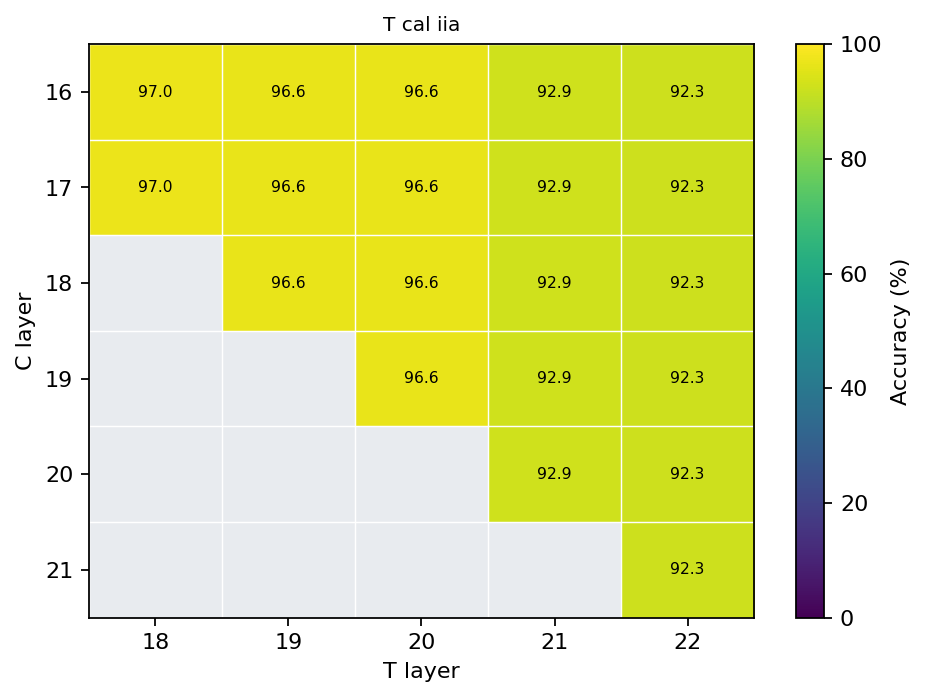 T cal iia
16 97.0 96.6 96.6 92.9 92.3
17 97.0 96.6 96.6 92.9 92.3
18 96.6 96.6 92.9 92.3
19 96.6 92.9 92.3
20 92.9 92.3
21 92.3
18 19 20 21 22
T layer
C layer
100
80
60
40
20
0
Accuracy (%)